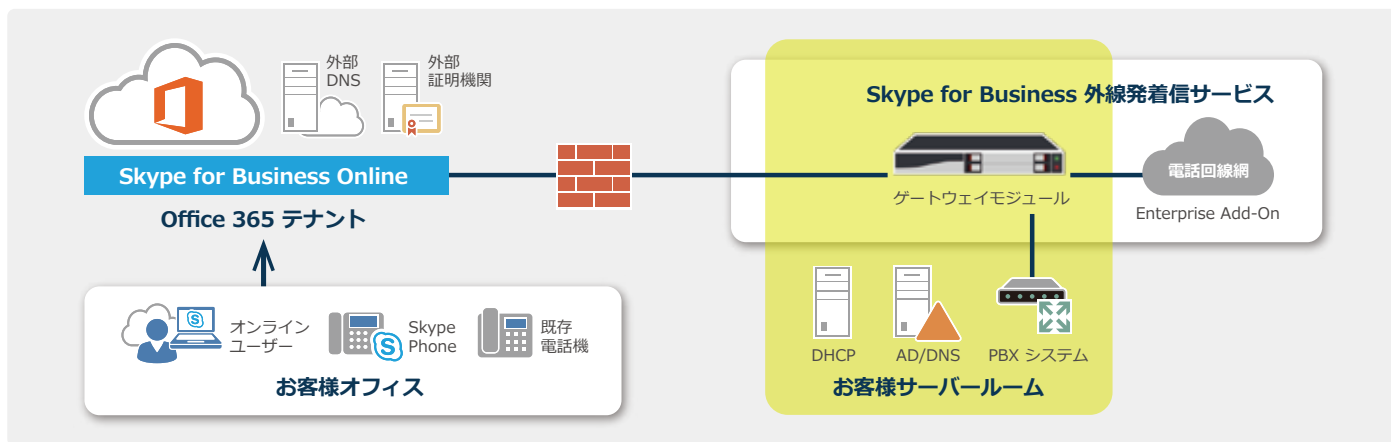 外部
DNS
外部
証明機関
Skype for Business Online
Office 365 テナント
オンライン
ユーザー
Skype
Phone
既存
電話機
お客様オフィス
Skype for Business 外線発着信サービス
ゲートウェイモジュール
電話回線網
Enterprise Add-On
DHCP
AD/DNS
PBX システム
お客様サーバールーム